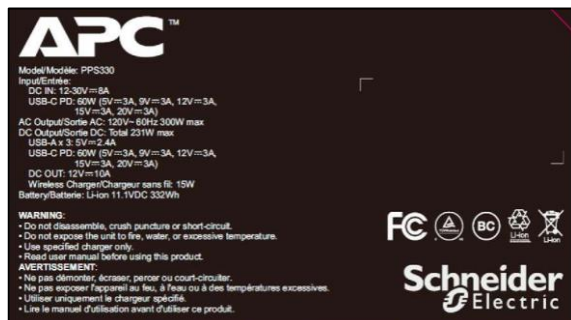 APC™
Model/Modèle: PPS330
Input/Entrée:
DC IN: 12-30V⎓8A
USB-C PD: 60W (5V⎓3A, 9V⎓3A, 12V⎓3A,
15V⎓3A, 20V⎓3A)
AC Output/Sortie AC: 120V~ 60Hz 300W max
DC Output/Sortie DC: Total 231W max
USB-A x 3: 5V⎓2.4A
USB-C PD: 60W (5V⎓3A, 9V⎓3A, 12V⎓3A,
15V⎓3A, 20V⎓3A)
DC OUT: 12V⎓10A
Wireless Charger/Chargeur sans fil: 15W
Battery/Batterie: Li-ion 11.1VDC 332Wh
WARNING:
• Do not disassemble, crush puncture or short-circuit.
• Do not expose the unit to fire, water, or excessive temperature.
• Use specified charger only.
• Read user manual before using this product.
AVERTISSEMENT:
• Ne pas démonter, écraser, percer ou court-circuiter.
• Ne pas exposer l'appareil au feu, à l'eau ou à des températures excessives.
• Utiliser uniquement le chargeur spécifié.
• Lire le manuel d'utilisation avant d'utiliser ce produit.
FC BC Li-ion Li-ion
Schneider
Electric